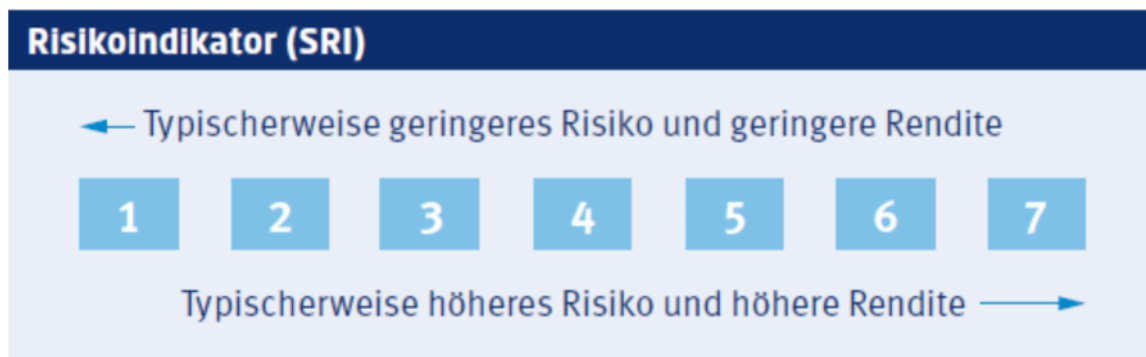 Risikoindikator (SRI)
Typischerweise geringeres Risiko und geringere Rendite
1 2 3 4 5 6 7
Typischerweise höheres Risiko und höhere Rendite